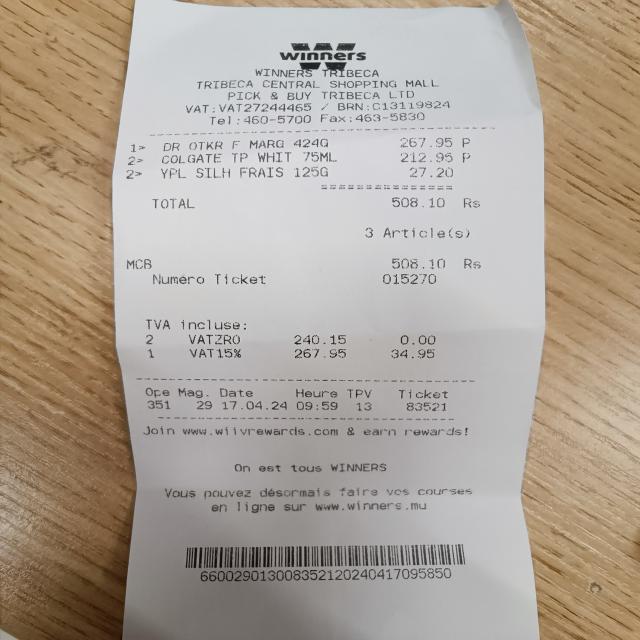 W
winners
WINNERS TRIBECA
TRIBECA CENTRAL SHOPPING MALL
PICK & BUY TRIBECA LTD
VAT:VAT27244465 / BRN:C13119824
Tel:460-5700 Fax:463-5830
1> DR OTKR F MARG 424G 267.95 P
2> COLGATE TP WHIT 75ML 212.95 P
2> YPL SILH FRAIS 125G 27.20
===============
TOTAL 508.10 Rs
3 Article(s)
MCB 508.10 Rs
Numéro Ticket 015270
TVA incluse:
2 VATZRO 240.15 0.00
1 VAT15% 267.95 34.95
Ope Mag. Date Heure TPV Ticket
351 29 17.04.24 09:59 13 83521
Join www.wiivrewards.com & earn rewards!
On est tous WINNERS
Vous pouvez désormais faire vos courses
en ligne sur www.winners.mu
660029013008352120240417095850